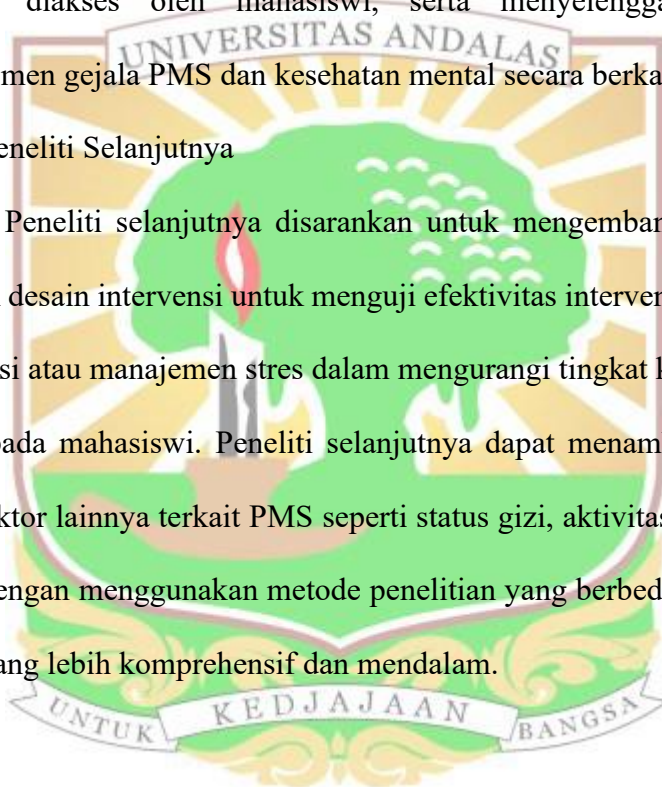 diakses oleh mahasiswi, serta menyelengga
UNIVERSITAS ANDALAS
men gejala PMS dan kesehatan mental secara berka
eneliti Selanjutnya
Peneliti selanjutnya disarankan untuk mengemban
desain intervensi untuk menguji efektivitas interven
si atau manajemen stres dalam mengurangi tingkat k
pada mahasiswi. Peneliti selanjutnya dapat menam
ktor lainnya terkait PMS seperti status gizi, aktivitas
engan menggunakan metode penelitian yang berbed
ang lebih komprehensif dan mendalam.
UNTUK KEDJAJAAN BANGSA